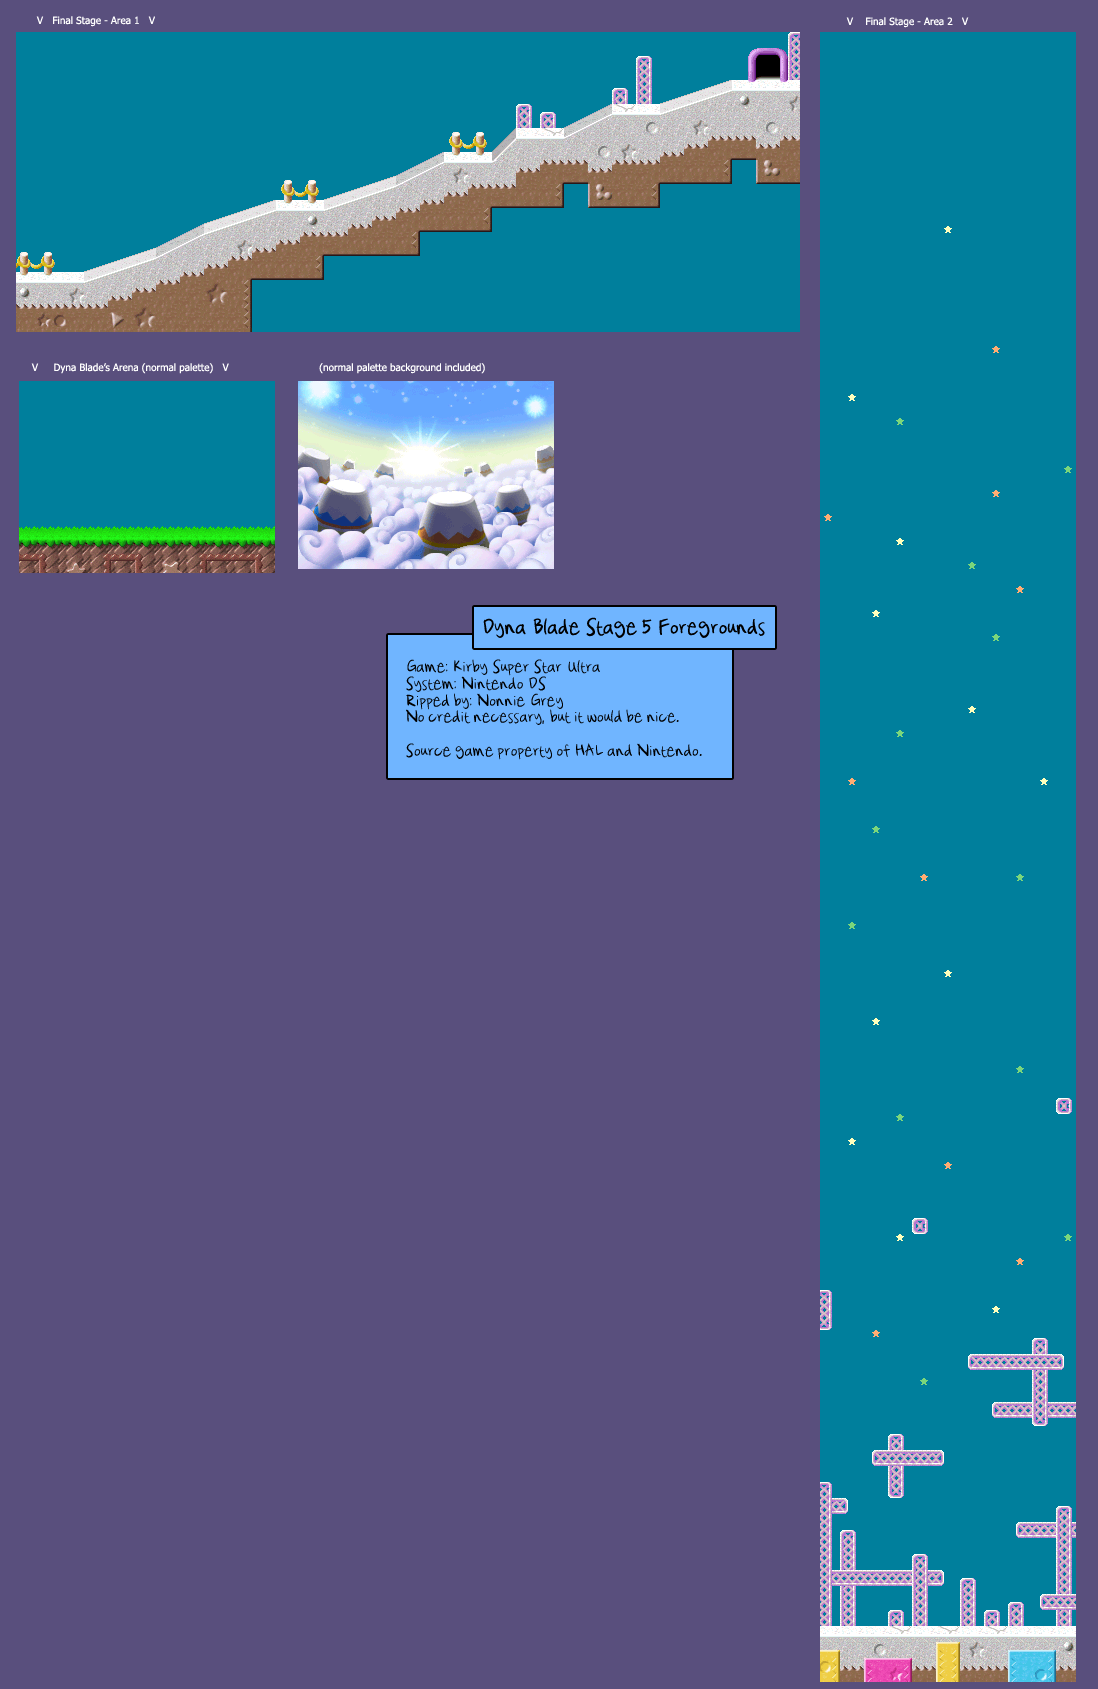 V Final Stage - Area 1 V
V Final Stage - Area 2 V
V Dyna Blade's Arena (normal palette) V
(normal palette background included)
Dyna Blade Stage 5 Foregrounds
Game: Kirby Super Star Ultra
System: Nintendo DS
Ripped by: Nonnie Grey
No credit necessary, but it would be nice.
Source game property of HAL and Nintendo.